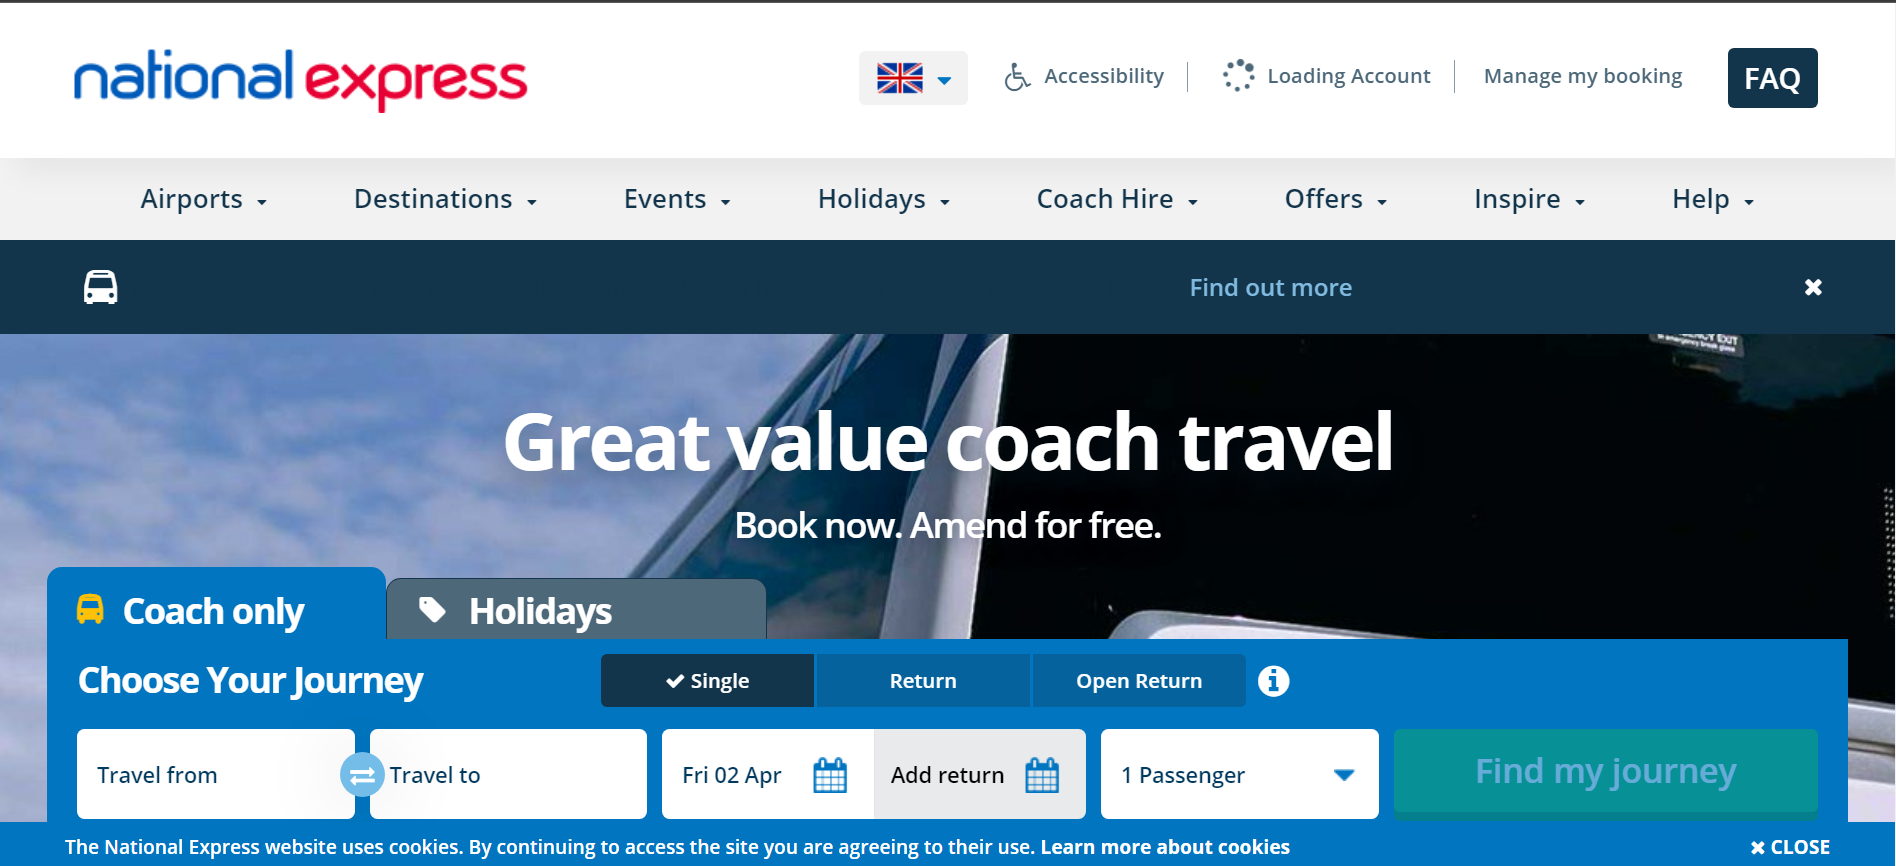 national express
Accessibility
Loading Account
Manage my booking
FAQ
Airports
Destinations
Events
Holidays
Coach Hire
Offers
Inspire
Help
Find out more
EXIT
Great value coach travel
Book now. Amend for free.
Coach only
Holidays
Choose Your Journey
Single
Return
Open Return
Travel from
Travel to
Fri 02 Apr
Add return
1 Passenger
Find my journey
The National Express website uses cookies. By continuing to access the site you are agreeing to their use. Learn more about cookies
CLOSE